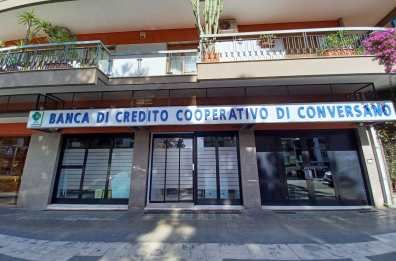 BANCA DI CREDITO COOPERATIVO DI CONVERSANO